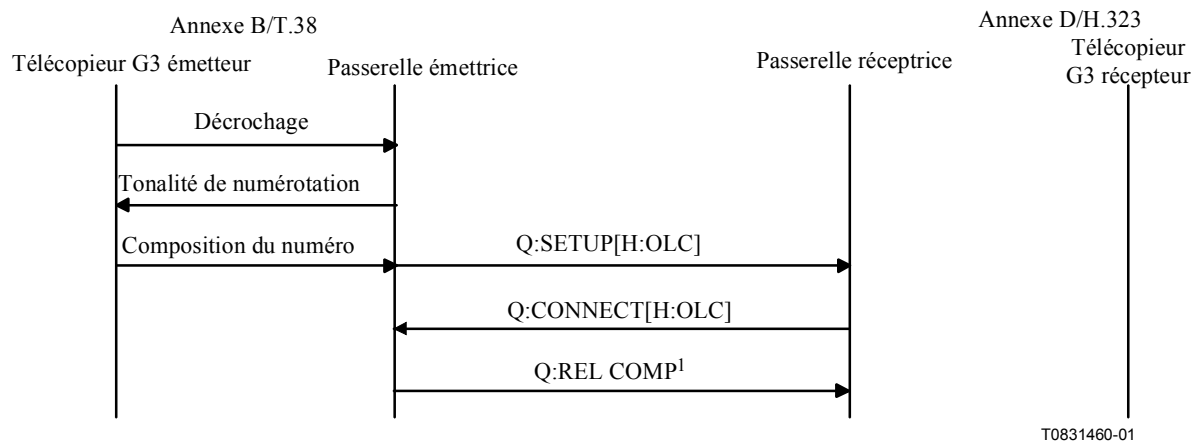 Annexe B/T.38
Annexe D/H.323
Télécopieur G3 émetteur
Passerelle émettrice
Passerelle réceptrice
Télécopieur
G3 récepteur
Décrochage
Tonalité de numérotation
Composition du numéro
Q:SETUP[H:OLC]
Q:CONNECT[H:OLC]
Q:REL COMP¹
T0831460-01